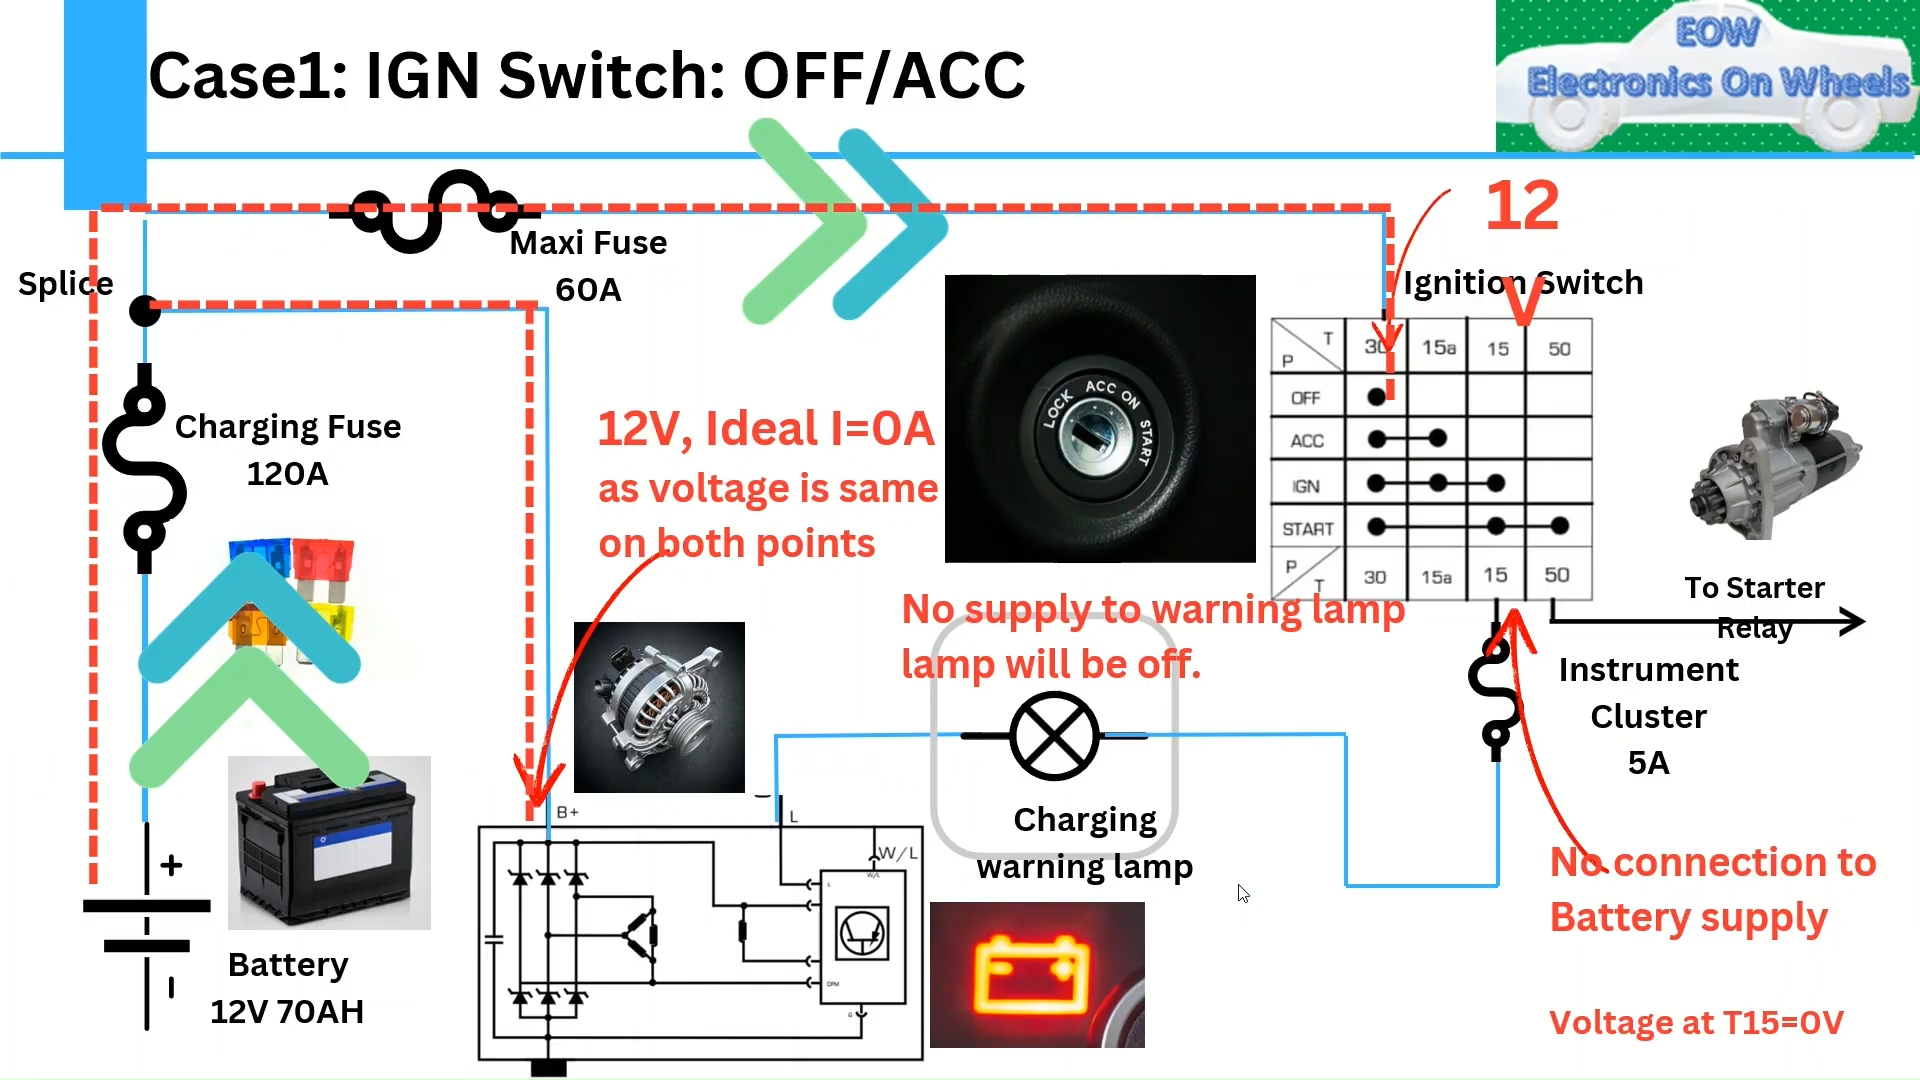 Case1: IGN Switch: OFF/ACC
EOW
Electronics On Wheels
12
V
Maxi Fuse
60A
Splice
Ignition Switch
T
P
30
15a
15
50
OFF
ACC
IGN
START
P
T
30
15a
15
50
LOCK ACC ON START
Charging Fuse
120A
12V, Ideal I=0A
as voltage is same
on both points
No supply to warning lamp
lamp will be off.
To Starter
Relay
Instrument
Cluster
5A
Charging
warning lamp
No connection to
Battery supply
Voltage at T15=0V
B+
L
W/L
W/L
L
DFM
G
+
Battery
12V 70AH